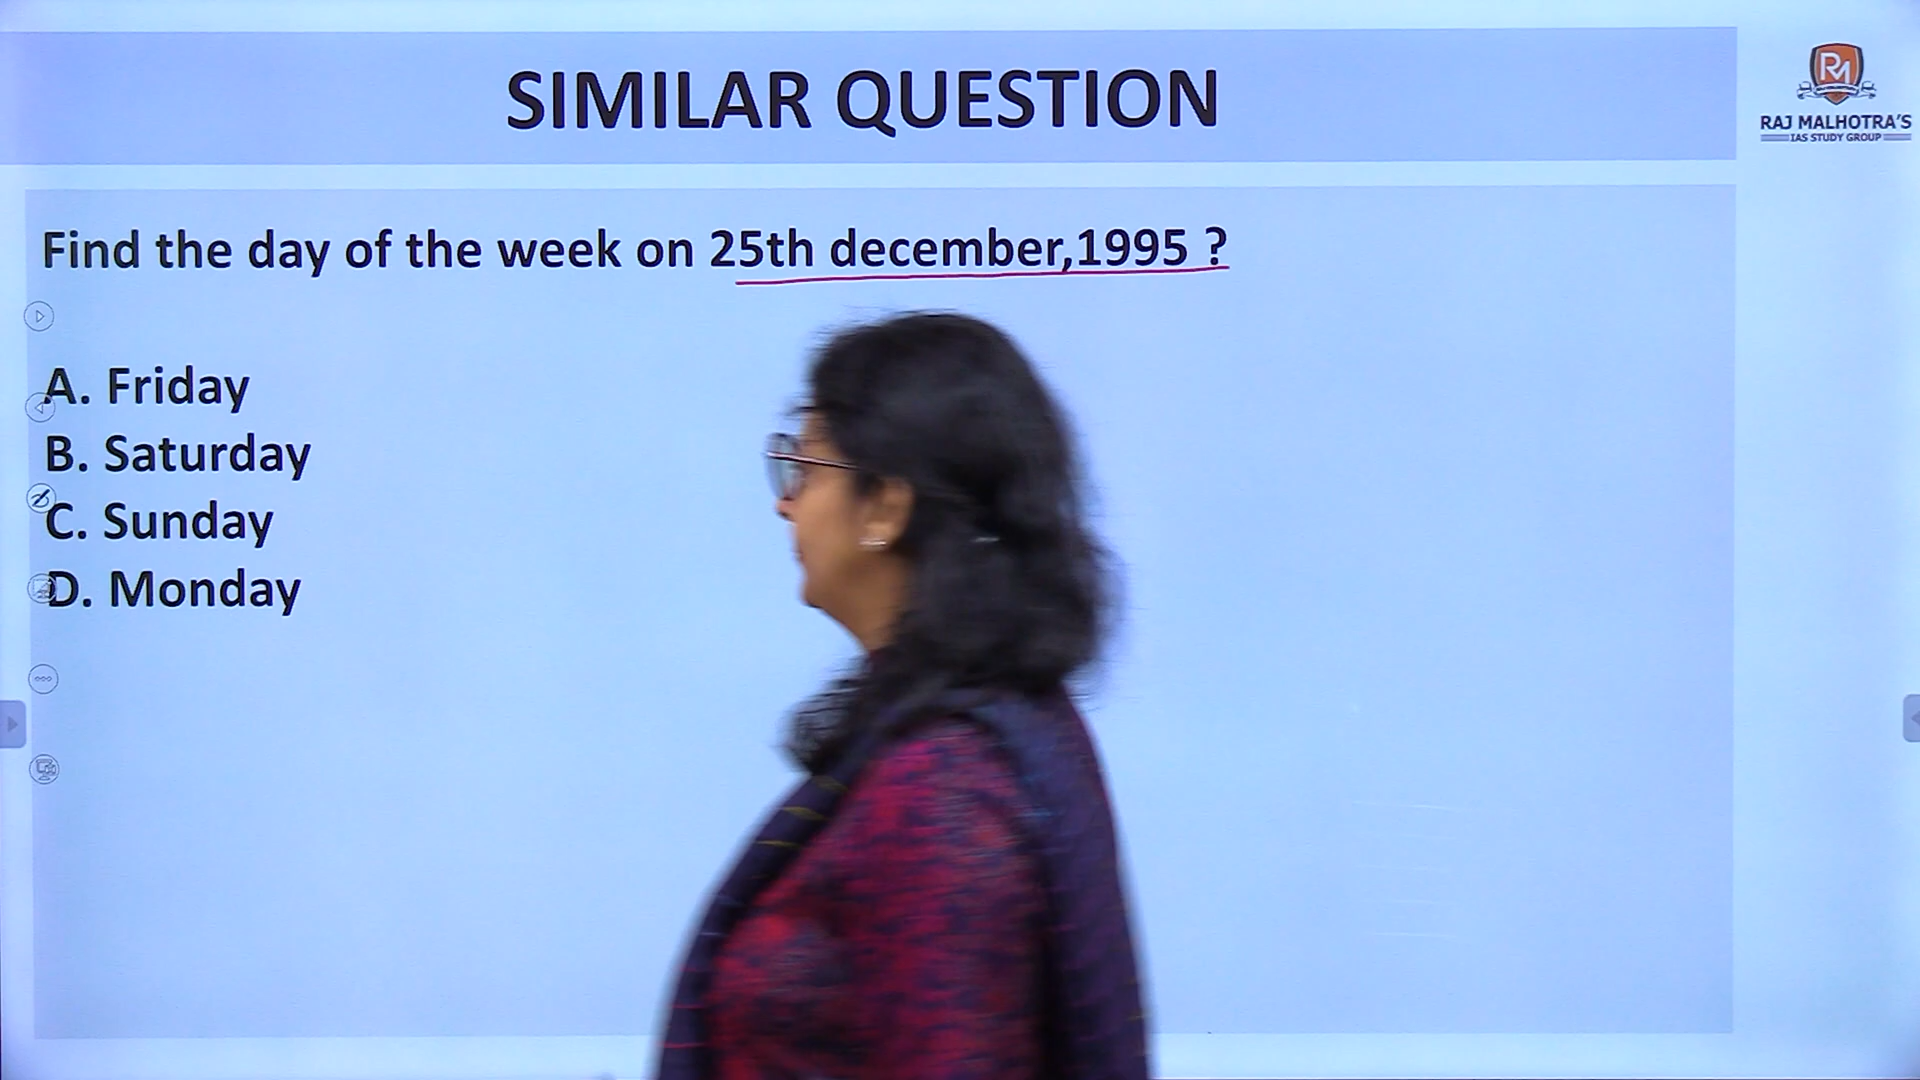 SIMILAR QUESTION
RM
RAJ MALHOTRA'S
IAS STUDY GROUP
Find the day of the week on 25th december,1995 ?
A. Friday
B. Saturday
C. Sunday
D. Monday